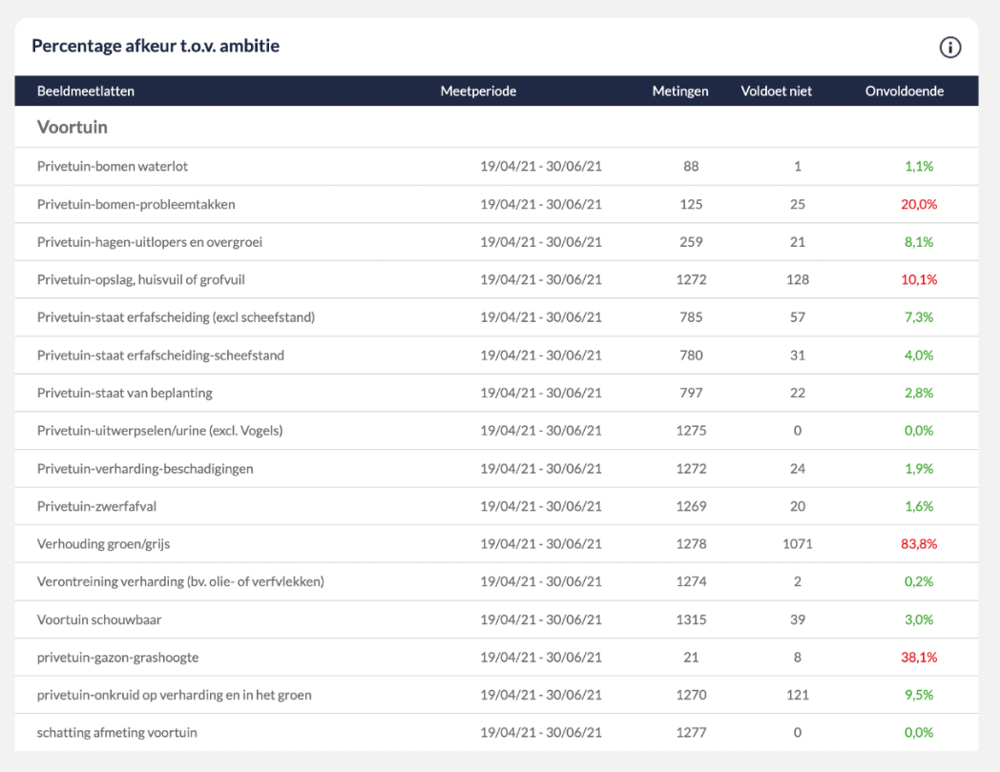 Percentage afkeur t.o.v. ambitie
Beeldmeetlatten Meetperiode Metingen Voldoet niet Onvoldoende
Voortuin
Privetuin-bomen waterlot 19/04/21 - 30/06/21 88 1 1,1%
Privetuin-bomen-probleemtakken 19/04/21 - 30/06/21 125 25 20,0%
Privetuin-hagen-uitlopers en overgroei 19/04/21 - 30/06/21 259 21 8,1%
Privetuin-opslag, huisvuil of grofvuil 19/04/21 - 30/06/21 1272 128 10,1%
Privetuin-staat erfafscheiding (excl scheefstand) 19/04/21 - 30/06/21 785 57 7,3%
Privetuin-staat erfafscheiding-scheefstand 19/04/21 - 30/06/21 780 31 4,0%
Privetuin-staat van beplanting 19/04/21 - 30/06/21 797 22 2,8%
Privetuin-uitwerpselen/urine (excl. Vogels) 19/04/21 - 30/06/21 1275 0 0,0%
Privetuin-verharding-beschadigingen 19/04/21 - 30/06/21 1272 24 1,9%
Privetuin-zwerfafval 19/04/21 - 30/06/21 1269 20 1,6%
Verhouding groen/grijs 19/04/21 - 30/06/21 1278 1071 83,8%
Verontreining verharding (bv. olie- of verfvlekken) 19/04/21 - 30/06/21 1274 2 0,2%
Voortuin schouwbaar 19/04/21 - 30/06/21 1315 39 3,0%
privetuin-gazon-grashoogte 19/04/21 - 30/06/21 21 8 38,1%
privetuin-onkruid op verharding en in het groen 19/04/21 - 30/06/21 1270 121 9,5%
schatting afmeting voortuin 19/04/21 - 30/06/21 1277 0 0,0%